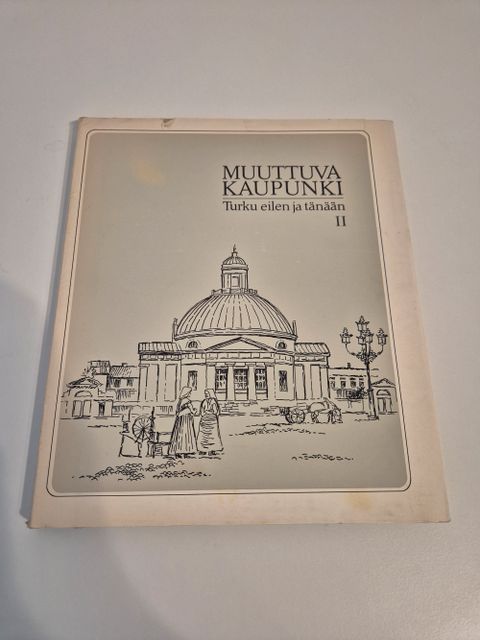 MUUTTUVA
KAUPUNKI
Turku eilen ja tänään
II